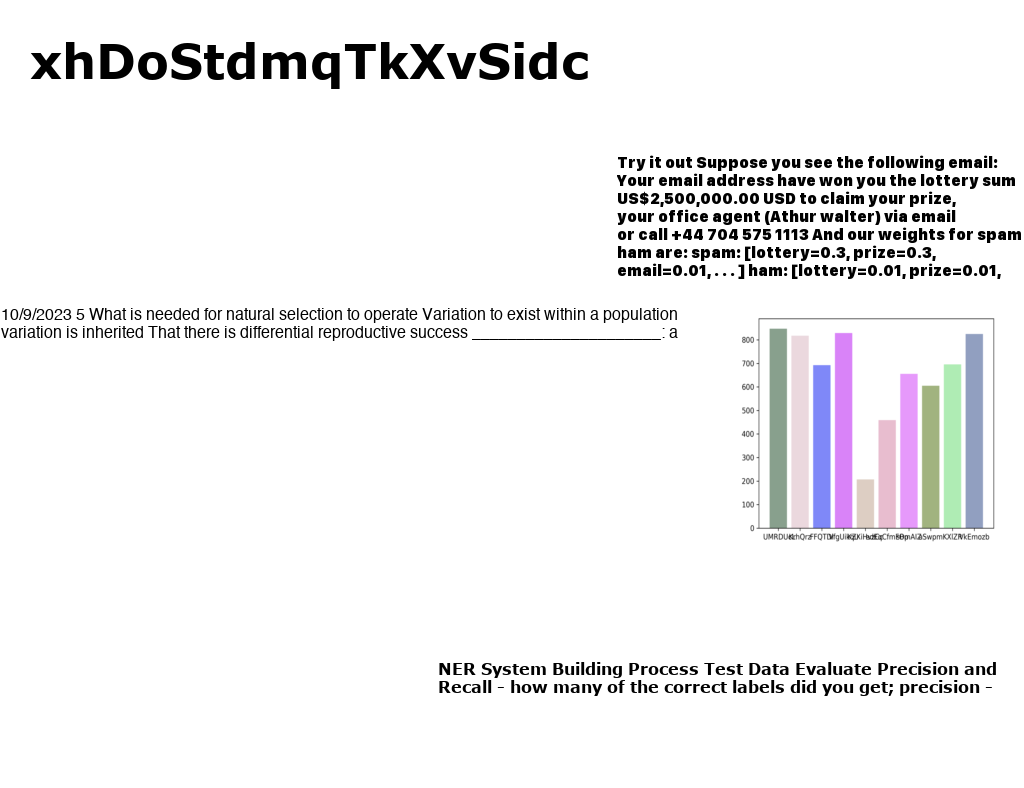 xhDoStdmqTkXvSidc
Try it out Suppose you see the following email:
Your email address have won you the lottery sum
US$2,500,000.00 USD to claim your prize,
your office agent (Athur walter) via email
or call +44 704 575 1113 And our weights for spam
ham are: spam: [lottery=0.3, prize=0.3,
email=0.01, . . . ] ham: [lottery=0.01, prize=0.01,
10/9/2023 5 What is needed for natural selection to operate Variation to exist within a population
variation is inherited That there is differential reproductive success _____________________: a
800
700
600
500
400
300
200
100
0
NER System Building Process Test Data Evaluate Precision and
Recall - how many of the correct labels did you get; precision -